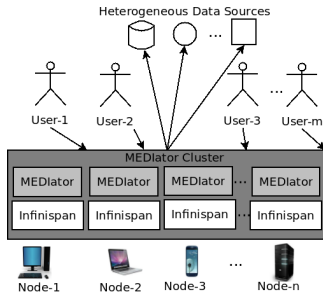 Heterogeneous Data Sources
...
User-1 User-2 User-3 ... User-m
MEDIator Cluster
MEDIator MEDIator MEDIator ... MEDIator
Infinispan Infinispan Infinispan ... Infinispan
...
Node-1 Node-2 Node-3 Node-n